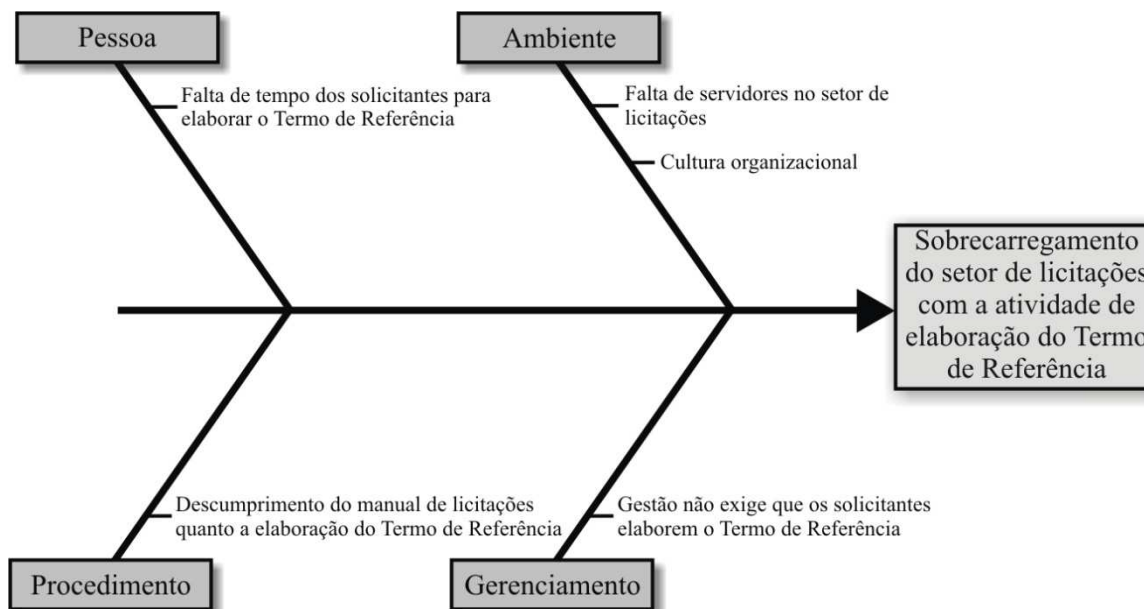 Pessoa
Ambiente
Falta de tempo dos solicitantes para
elaborar o Termo de Referência
Falta de servidores no setor de
licitações
Cultura organizacional
Sobrecarregamento
do setor de licitações
com a atividade de
elaboração do Termo
de Referência
Descumprimento do manual de licitações
quanto a elaboração do Termo de Referência
Gestão não exige que os solicitantes
elaborem o Termo de Referência
Procedimento
Gerenciamento